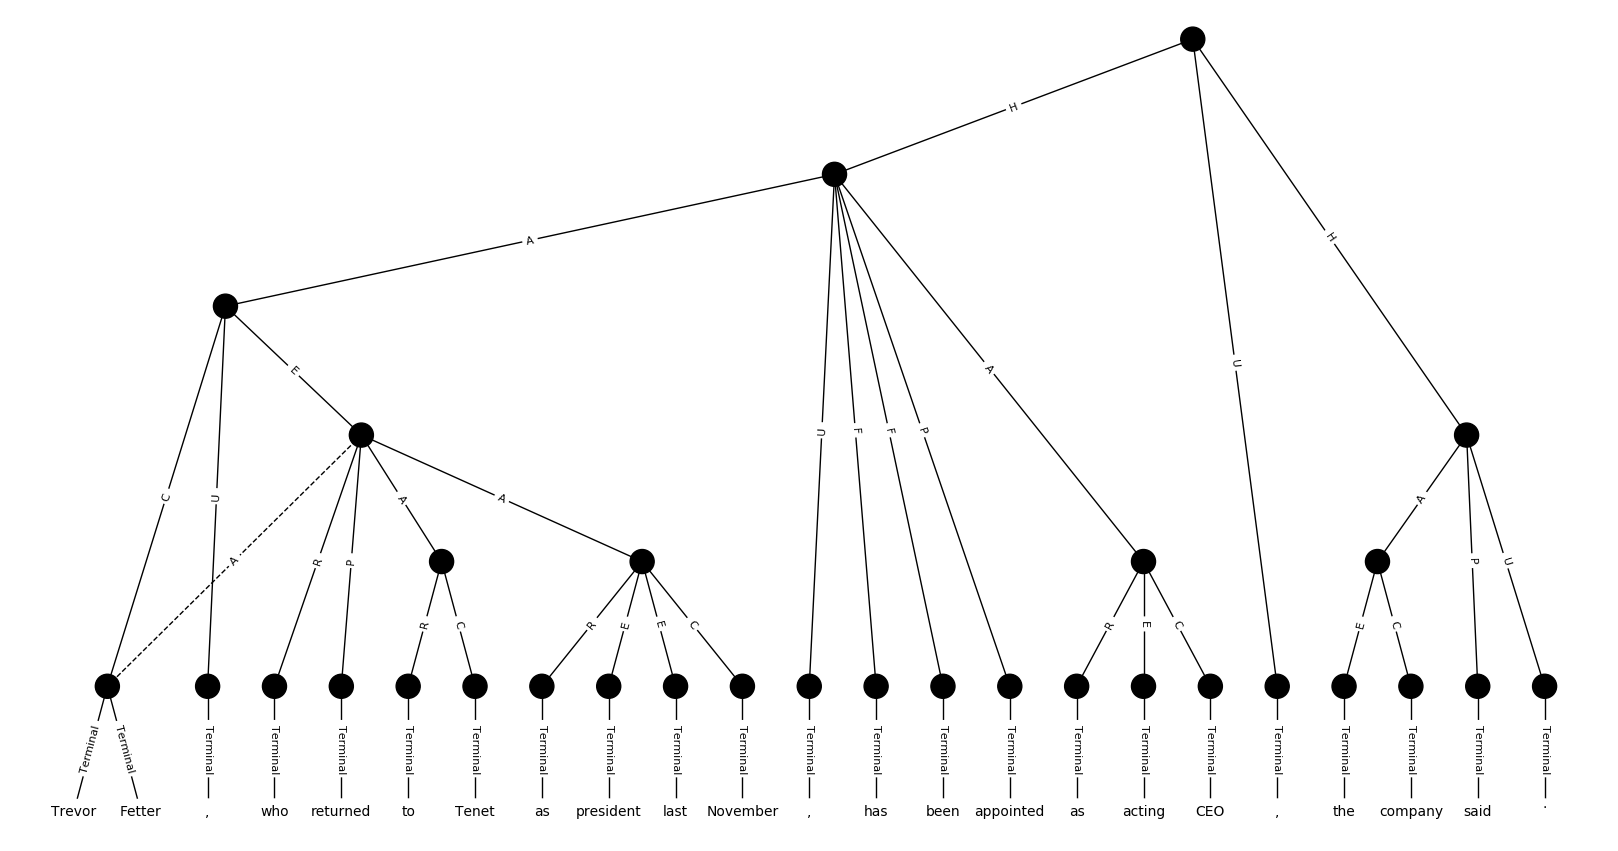 H
A
H
E
U
A
C
U
A
A
U
F
F
P
A
A
R
P
P
U
R
C
R
E
E
C
R
E
C
E
C
Terminal Terminal Terminal Terminal Terminal Terminal Terminal Terminal Terminal Terminal Terminal Terminal Terminal Terminal Terminal Terminal Terminal Terminal Terminal Terminal Terminal Terminal Terminal
Trevor Fetter , who returned to Tenet as president last November , has been appointed as acting CEO , the company said .